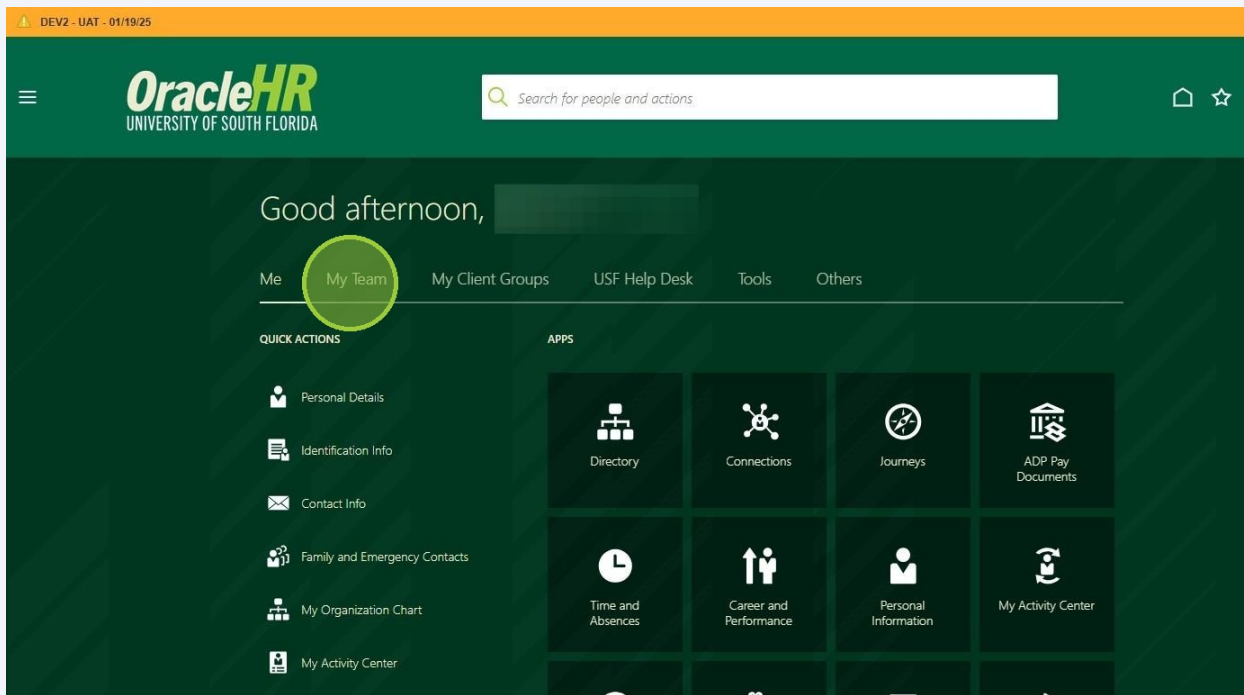 DEV2 - UAT - 01/19/25
OracleHR
UNIVERSITY OF SOUTH FLORIDA
Search for people and actions
Good afternoon,
Me My Team My Client Groups USF Help Desk Tools Others
QUICK ACTIONS
Personal Details
Identification Info
Contact Info
Family and Emergency Contacts
My Organization Chart
My Activity Center
APPS
Directory
Connections
Journeys
ADP Pay
Documents
Time and
Absences
Career and
Performance
Personal
Information
My Activity Center